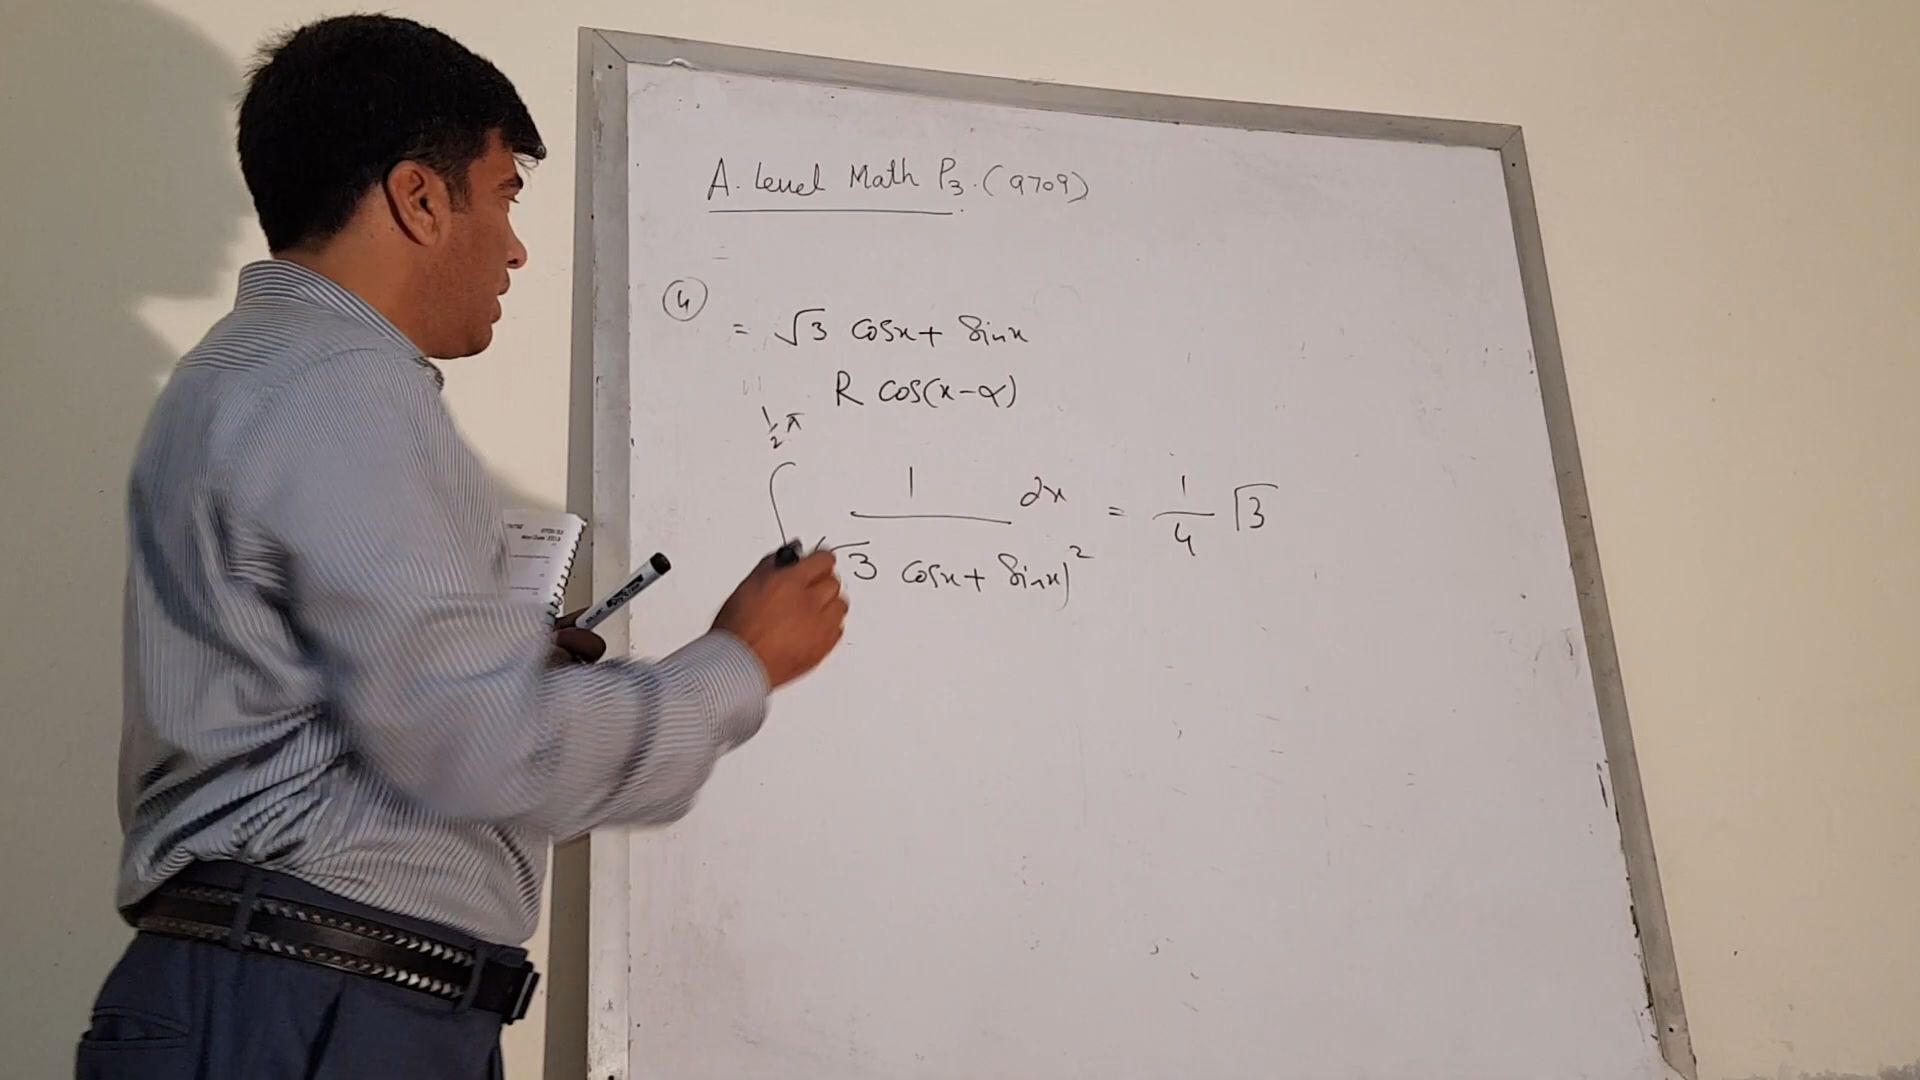 A. Level Math P3. (9709)
4
= √3 cosx + Sinx
R cos(x-α)
½π
∫ 1 dx = 1/4 √3
√3 cosx + Sinx)²